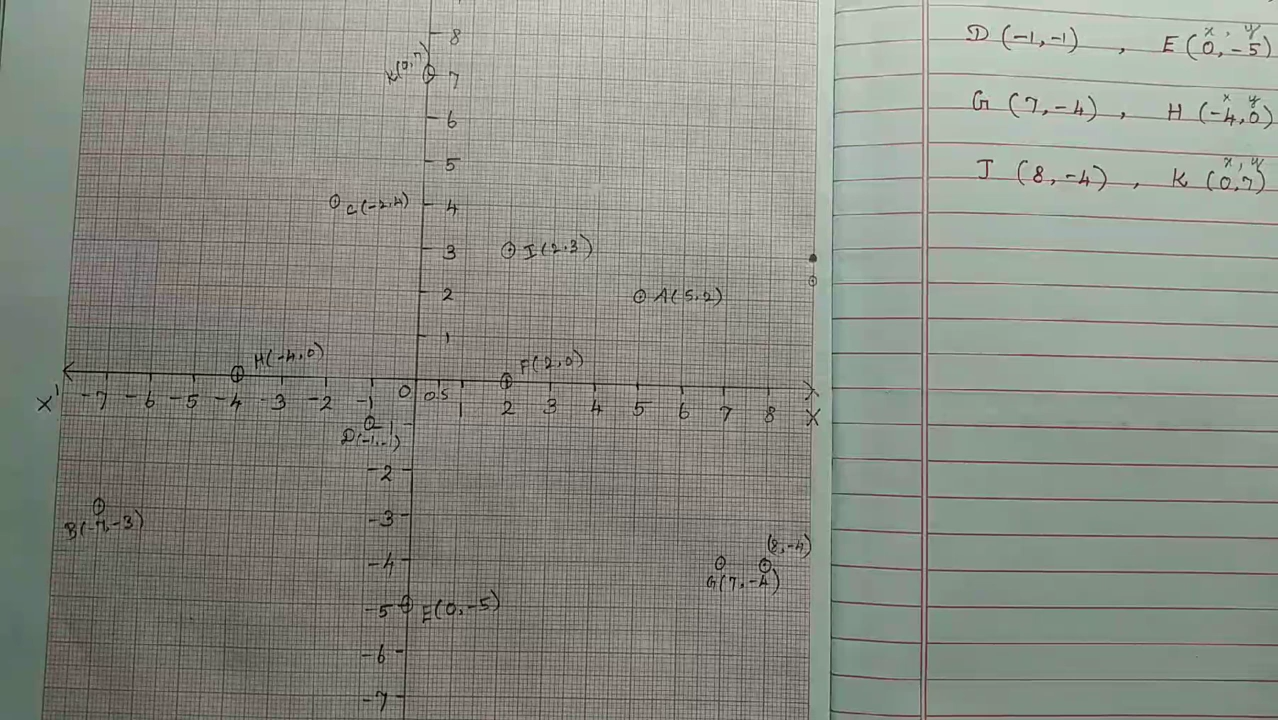 8
K(0,7)
7
6
5
C(-2,4)
4
3
I(2,3)
2
A(5,2)
1
H(-4,0)
F(2,0)
X'
-7 -6 -5 -4 -3 -2 -1 0 0.5 1 2 3 4 5 6 7 8
X
-1
D(-1,-1)
-2
B(-7,-3)
-3
(8,-4)
-4
G(7,-4)
-5
E(0,-5)
-6
-7
x, y
D (-1,-1) , E(0,-5)
x y
G (7,-4) , H (-4,0)
x, y
J (8,-4) , K (0,7)